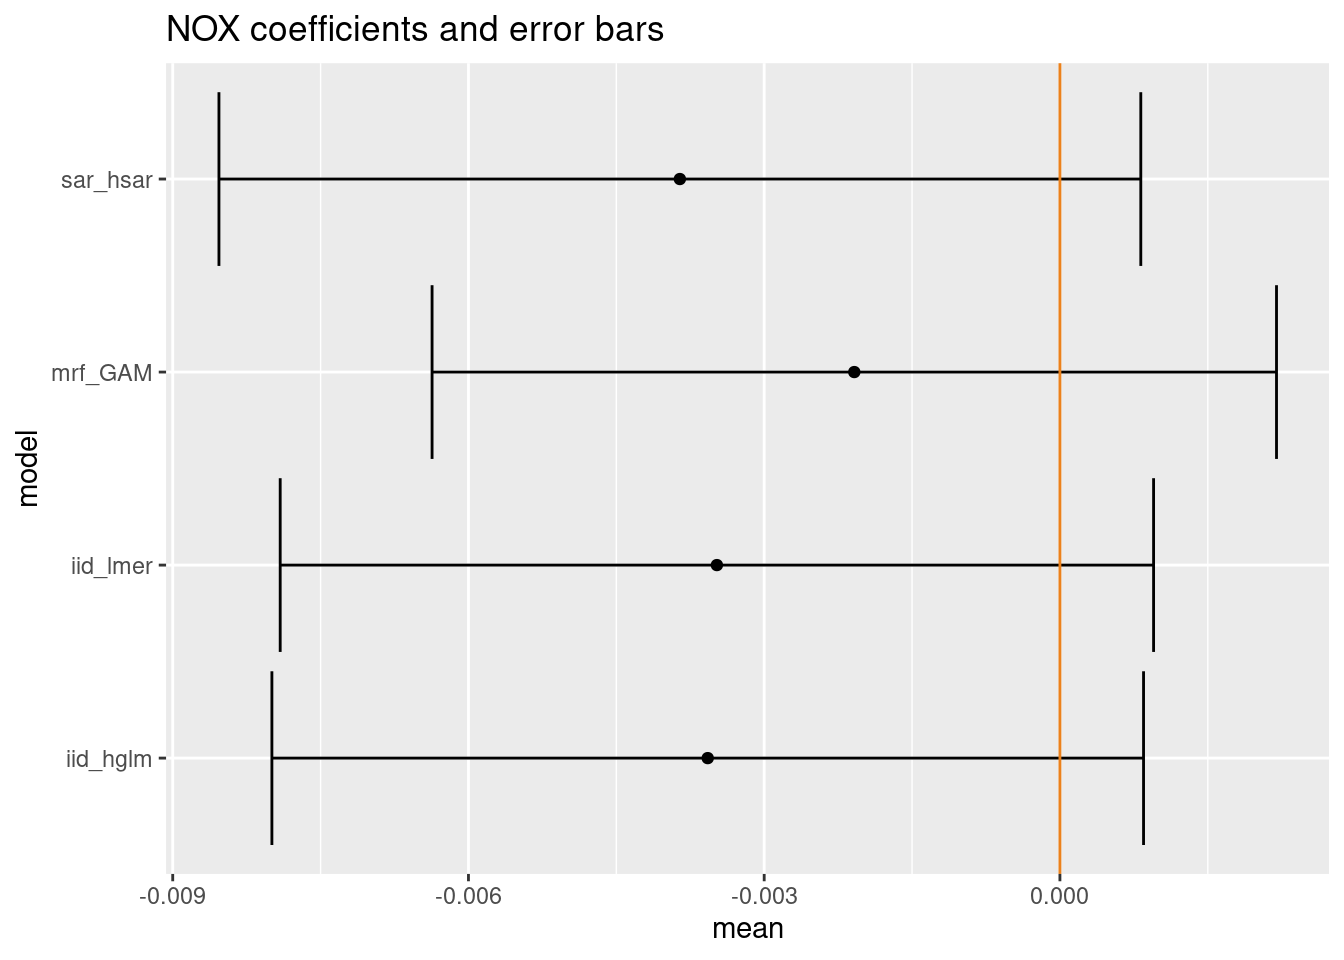 NOX coefficients and error bars
sar_hsar
mrf_GAM
iid_lmer
iid_hglm
model
-0.009 -0.006 -0.003 0.000
mean